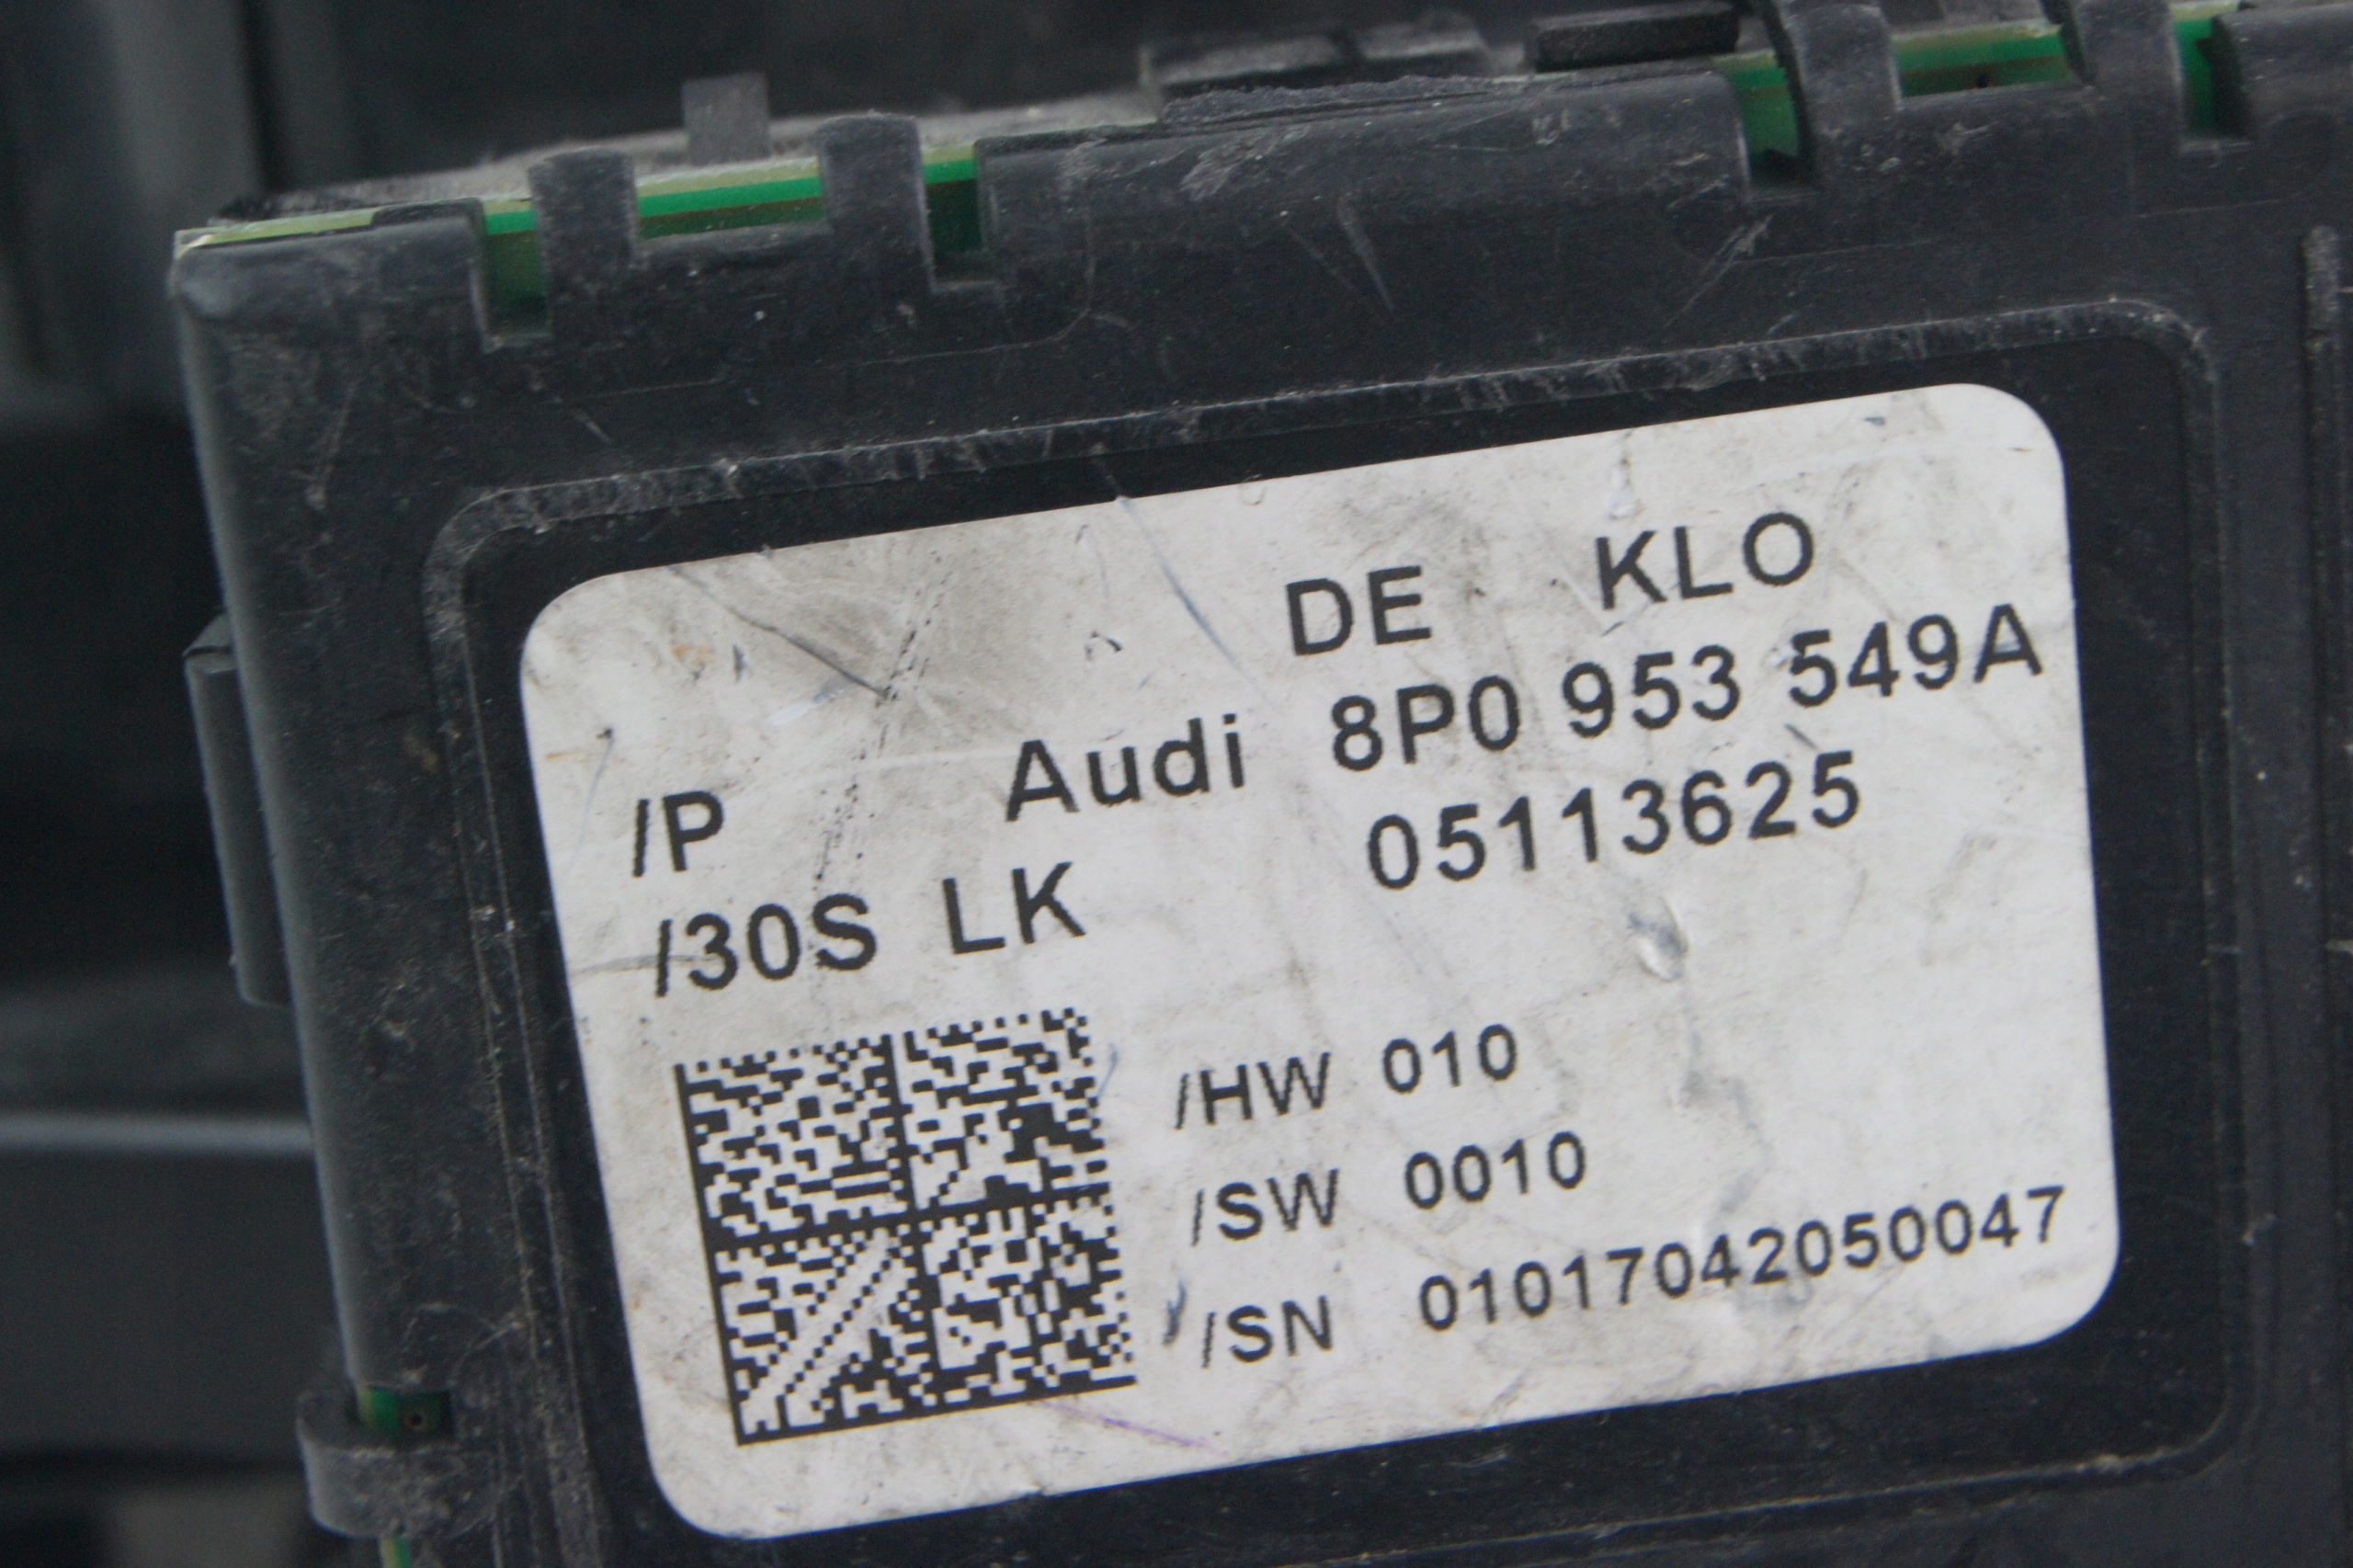 DE KLO
/P Audi 8P0 953 549A
/30S LK 05113625
/HW 010
/SW 0010
/SN 01017042050047